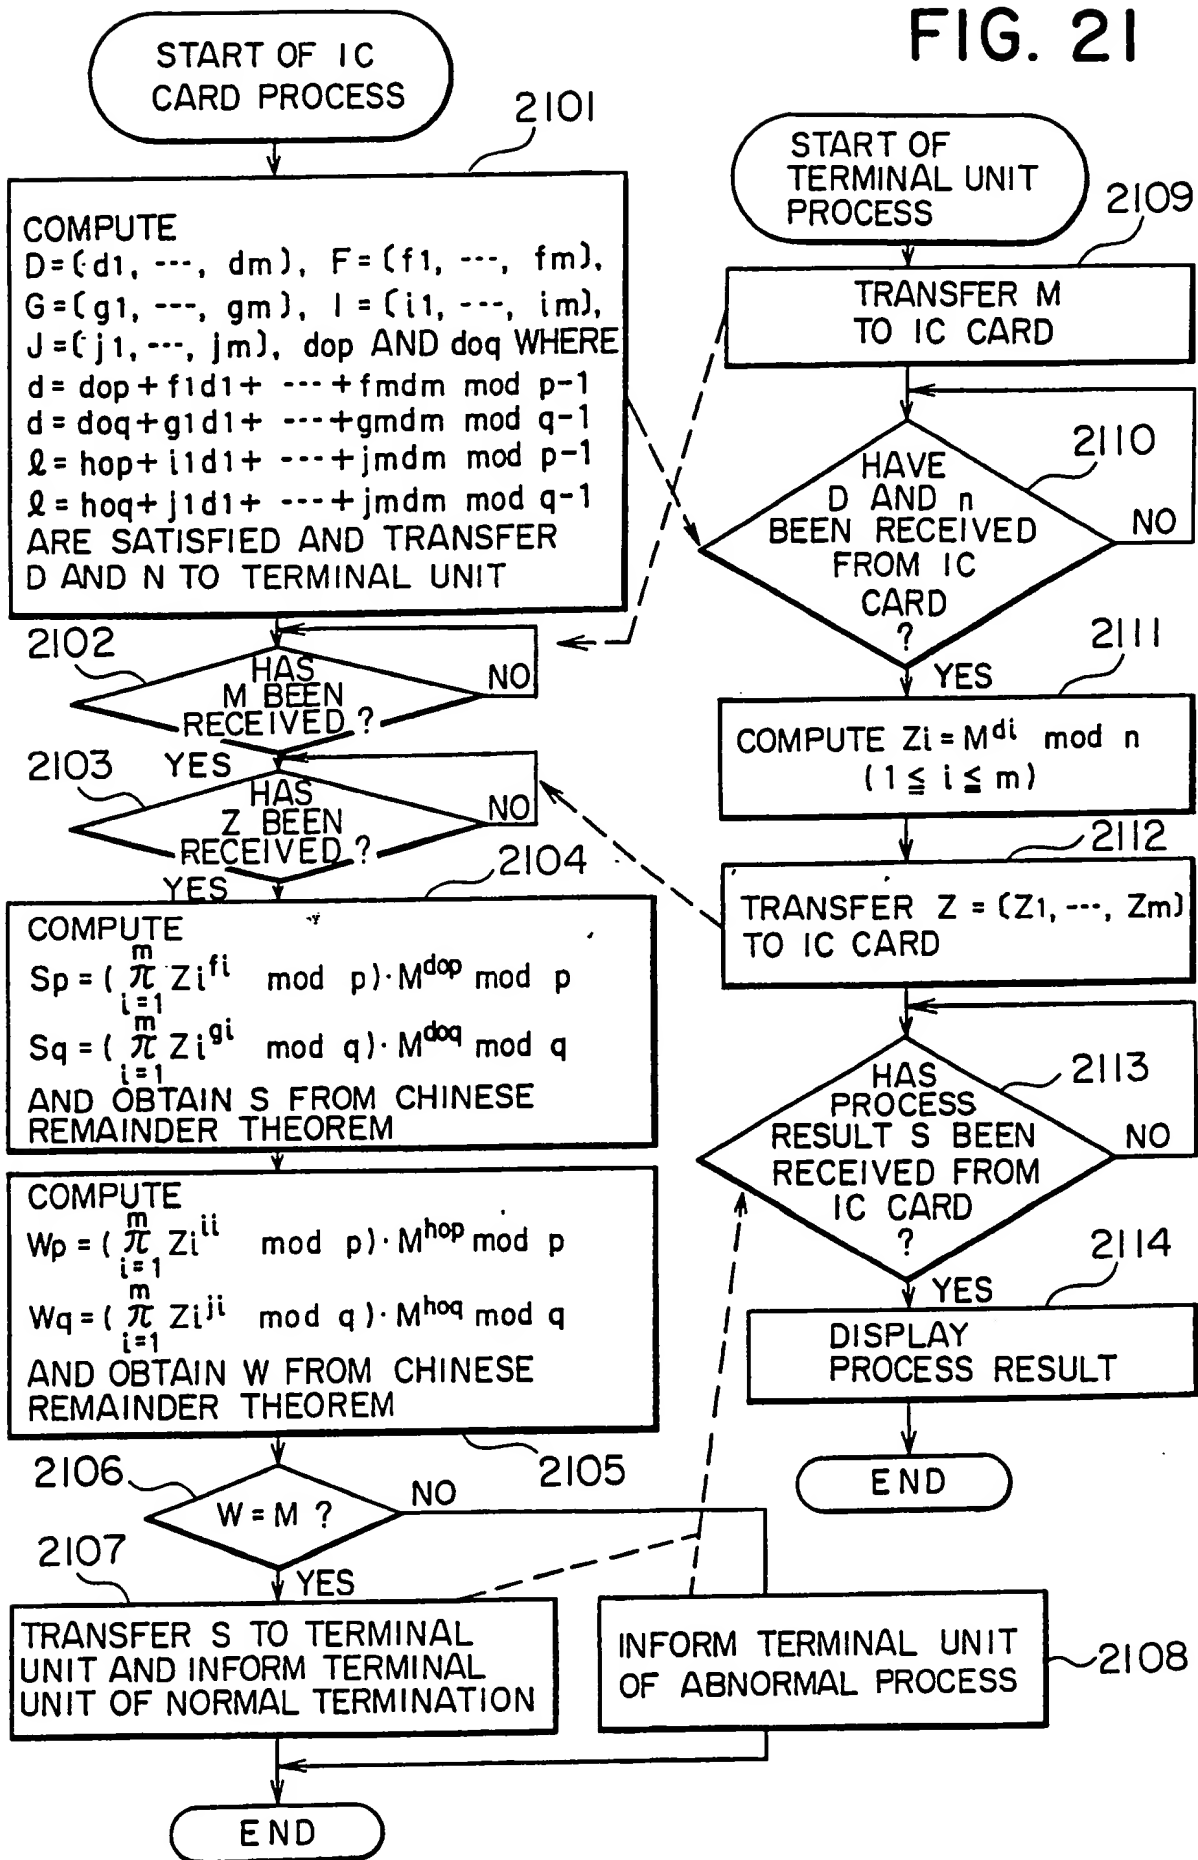 FIG. 21
START OF IC
CARD PROCESS
2101
COMPUTE
D=(d1, ---, dm), F=(f1, ---, fm),
G=(g1, ---, gm), I=(i1, ---, im),
J=(j1, ---, jm), dop AND doq WHERE
d=dop+f1d1+ ---+fmdm mod p-1
d=doq+g1d1+ ---+gmdm mod q-1
ℓ=hop+i1d1+ ---+jmdm mod p-1
ℓ=hoq+j1d1+ ---+jmdm mod q-1
ARE SATISFIED AND TRANSFER
D AND N TO TERMINAL UNIT
2102
HAS
M BEEN
RECEIVED?
NO
YES
2103
HAS
Z BEEN
RECEIVED?
NO
YES
2104
COMPUTE
Sp=( π_{i=1}^{m} Zi^{fi} mod p)·M^{dop} mod p
Sq=( π_{i=1}^{m} Zi^{gi} mod q)·M^{doq} mod q
AND OBTAIN S FROM CHINESE
REMAINDER THEOREM
COMPUTE
Wp=( π_{i=1}^{m} Zi^{ii} mod p)·M^{hop} mod p
Wq=( π_{i=1}^{m} Zi^{ji} mod q)·M^{hoq} mod q
AND OBTAIN W FROM CHINESE
REMAINDER THEOREM
2105
2106
W=M ?
NO
YES
2107
TRANSFER S TO TERMINAL
UNIT AND INFORM TERMINAL
UNIT OF NORMAL TERMINATION
INFORM TERMINAL UNIT
OF ABNORMAL PROCESS
2108
END
START OF
TERMINAL UNIT
PROCESS
2109
TRANSFER M
TO IC CARD
2110
HAVE
D AND n
BEEN RECEIVED
FROM IC
CARD
?
NO
YES
2111
COMPUTE Zi=M^{di} mod n
(1≦i≦m)
2112
TRANSFER Z=(Z1, ---, Zm)
TO IC CARD
2113
HAS
PROCESS
RESULT S BEEN
RECEIVED FROM
IC CARD
?
NO
YES
2114
DISPLAY
PROCESS RESULT
END